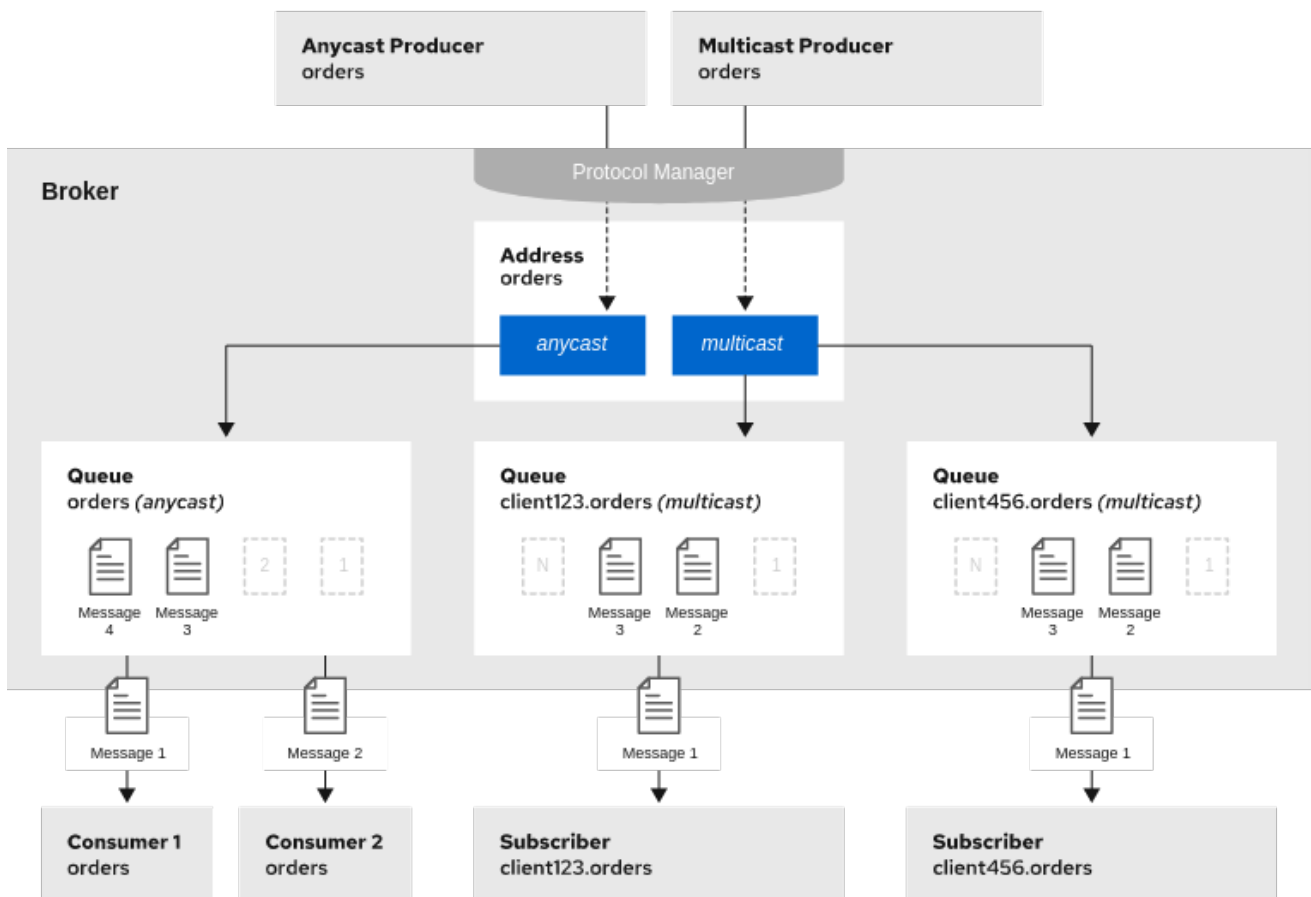 Anycast Producer
orders
Multicast Producer
orders
Protocol Manager
Broker
Address
orders
anycast
multicast
Queue
orders (anycast)
2
1
Message
4
Message
3
Queue
client123.orders (multicast)
N
1
Message
3
Message
2
Queue
client456.orders (multicast)
N
1
Message
3
Message
2
Message 1
Message 2
Message 1
Message 1
Consumer 1
orders
Consumer 2
orders
Subscriber
client123.orders
Subscriber
client456.orders